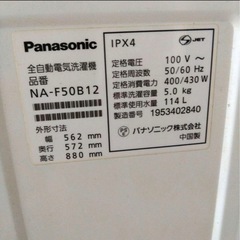 Panasonic
全自動電気洗濯機
品番
NA-F50B12
外形寸法
幅 562 mm
奥行 572 mm
高さ 880 mm
IPX4
JET
定格電圧 100 V ～
定格周波数 50/60 Hz
定格消費電力 400/430 W
標準洗濯容量 5.0 kg
標準使用水量 114 L
製造番号 1953402840
パナソニック株式会社
中国製